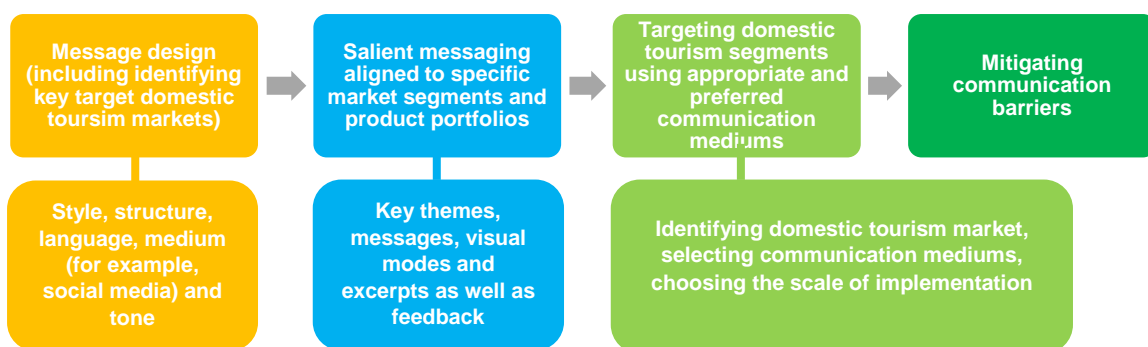 Message design
(including identifying
key target domestic
toursim markets)
Salient messaging
aligned to specific
market segments and
product portfolios
Targeting domestic
tourism segments
using appropriate and
preferred
communication
mediums
Mitigating
communication
barriers
Style, structure,
language, medium
(for example,
social media) and
tone
Key themes,
messages, visual
modes and
excerpts as well as
feedback
Identifying domestic tourism market,
selecting communication mediums,
choosing the scale of implementation